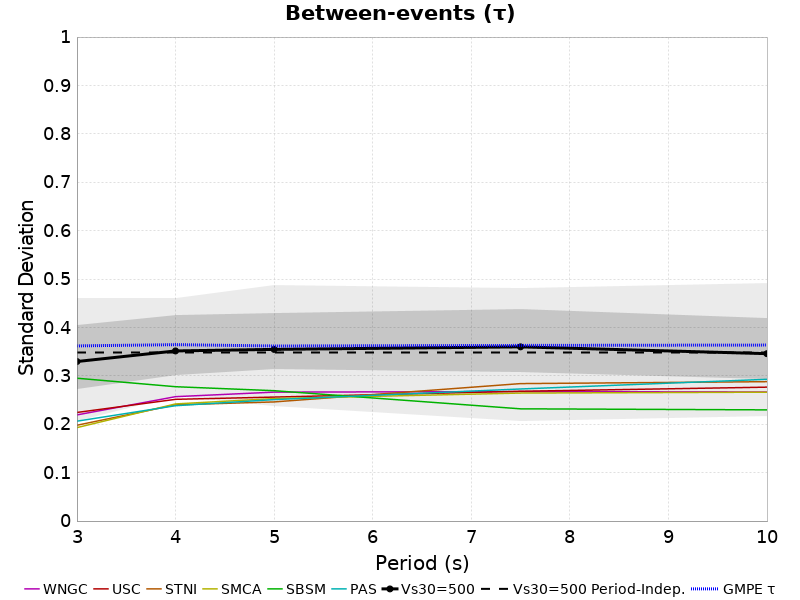 Between-events (τ)
1
0.9
0.8
0.7
0.6
0.5
0.4
0.3
0.2
0.1
0
Standard Deviation
3 4 5 6 7 8 9 10
Period (s)
WNGC USC STNI SMCA SBSM PAS Vs30=500 Vs30=500 Period-Indep. GMPE τ